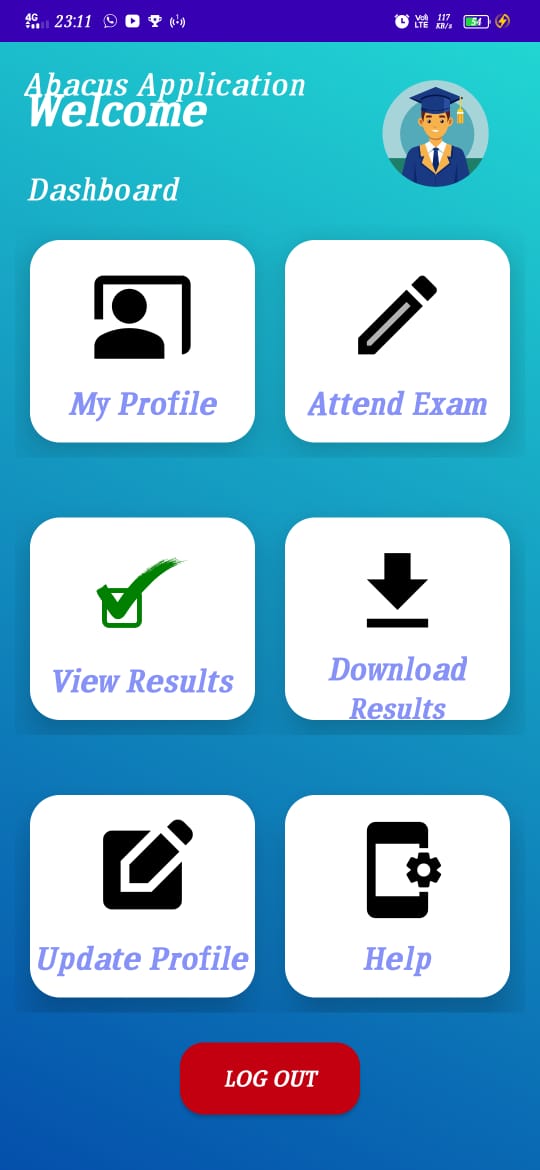 4G 23:11 Voll LTE 117 KB/s 54
Abacus Application
Welcome
Dashboard
My Profile
Attend Exam
View Results
Download
Results
Update Profile
Help
LOG OUT